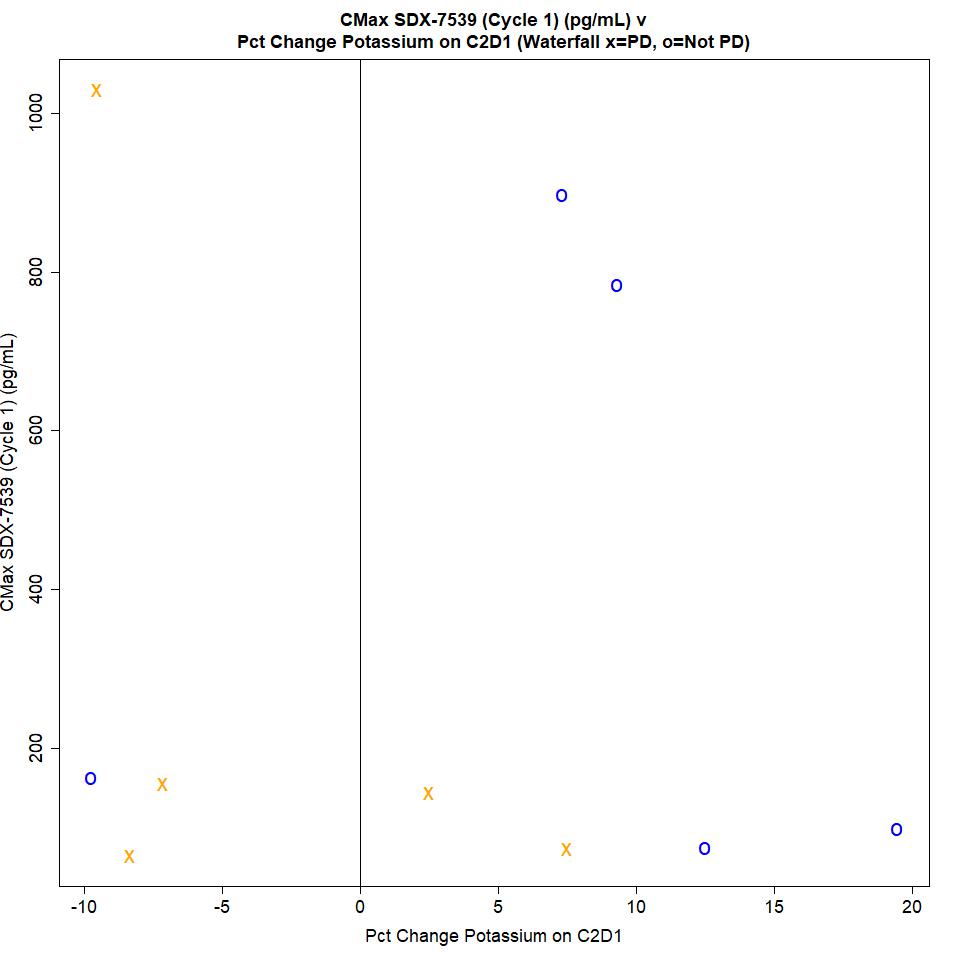 CMax SDX-7539 (Cycle 1) (pg/mL) v
Pct Change Potassium on C2D1 (Waterfall x=PD, o=Not PD)
CMax SDX-7539 (Cycle 1) (pg/mL)
1000
800
600
400
200
X
O
O
O
X
X
X
X
O
O
-10
-5
0
5
10
15
20
Pct Change Potassium on C2D1